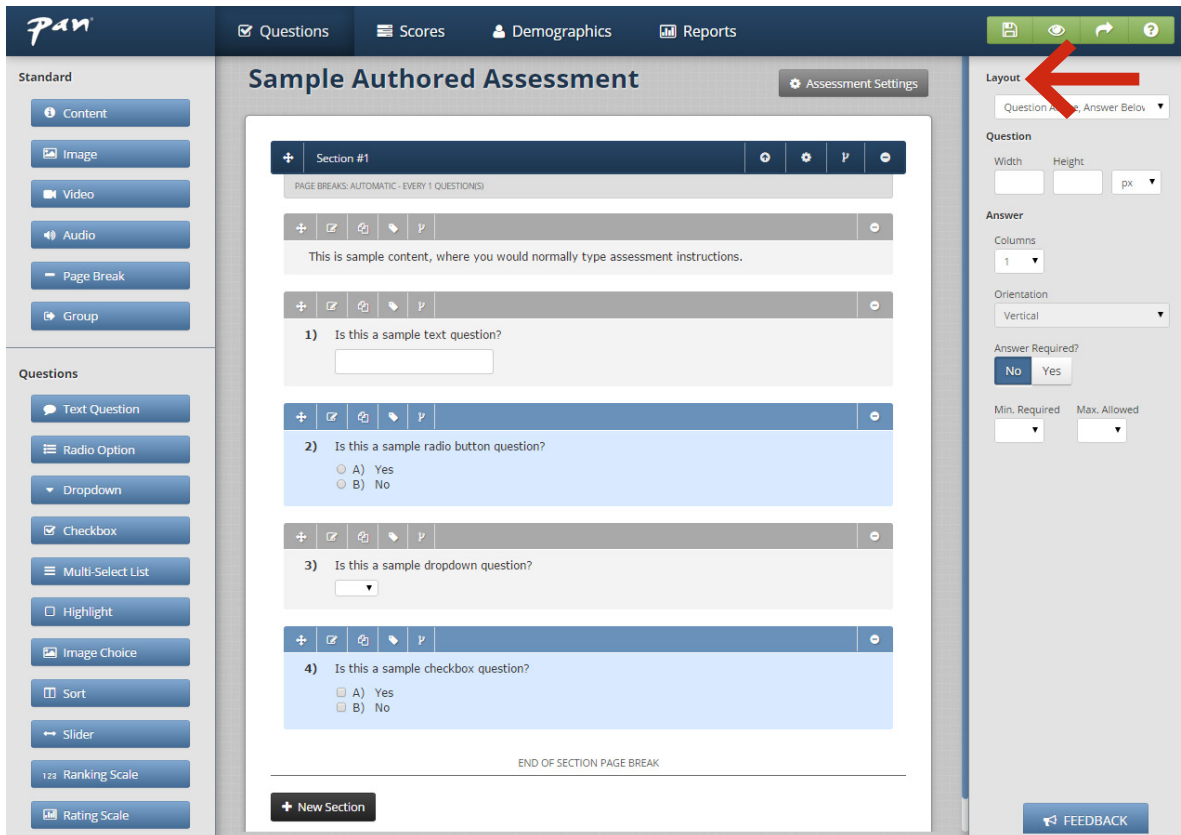 pan
Questions
Scores
Demographics
Reports
Standard
Content
Image
Video
Audio
Page Break
Group
Questions
Text Question
Radio Option
Dropdown
Checkbox
Multi-Select List
Highlight
Image Choice
Sort
Slider
123 Ranking Scale
Rating Scale
Sample Authored Assessment
Assessment Settings
Section #1
PAGE BREAKS: AUTOMATIC - EVERY 1 QUESTION(S)
This is sample content, where you would normally type assessment instructions.
1) Is this a sample text question?
2) Is this a sample radio button question?
A) Yes
B) No
3) Is this a sample dropdown question?
4) Is this a sample checkbox question?
A) Yes
B) No
END OF SECTION PAGE BREAK
New Section
Layout
Question , Answer Below
Question
Width Height
px
Answer
Columns
1
Orientation
Vertical
Answer Required?
No Yes
Min. Required Max. Allowed
FEEDBACK